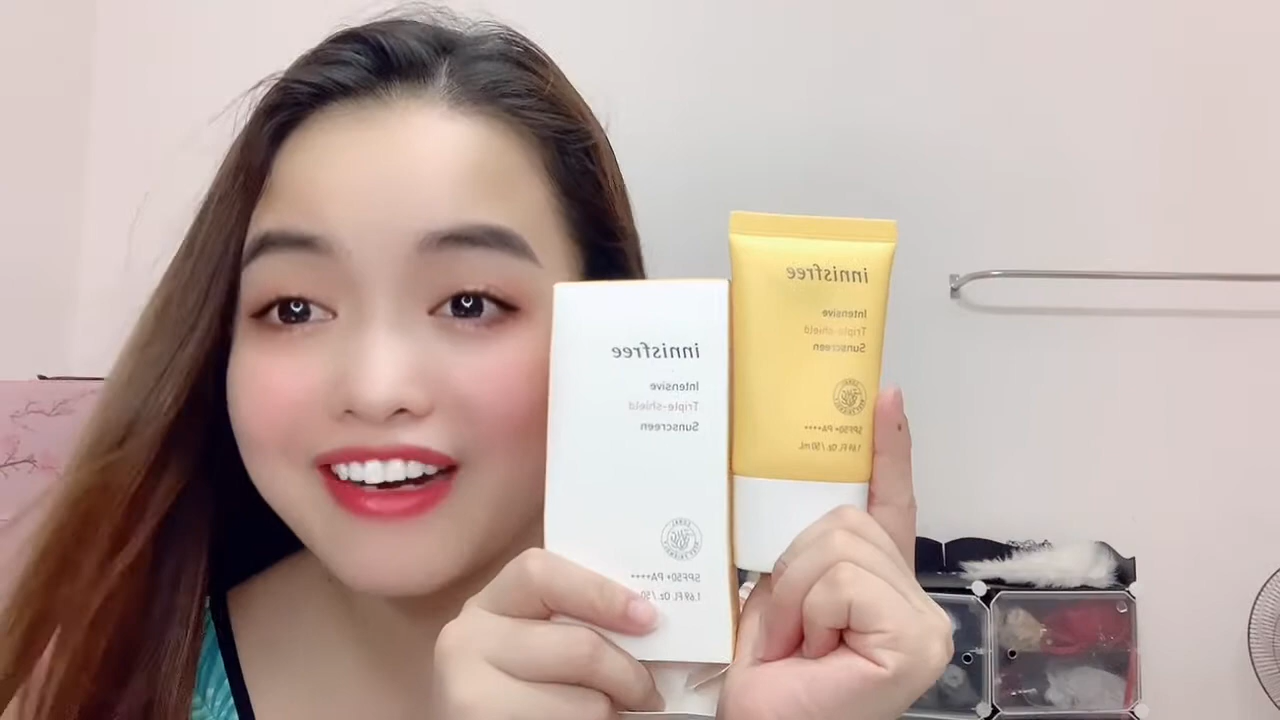 innisfree
Intensive
Triple-shield
Sunscreen
SPF50+ PA++++
1.69 Fl. Oz. / 50
innisfree
Intensive
Triple-shield
Sunscreen
SPF50+ PA++++
1.69 Fl. Oz. / 50 mL